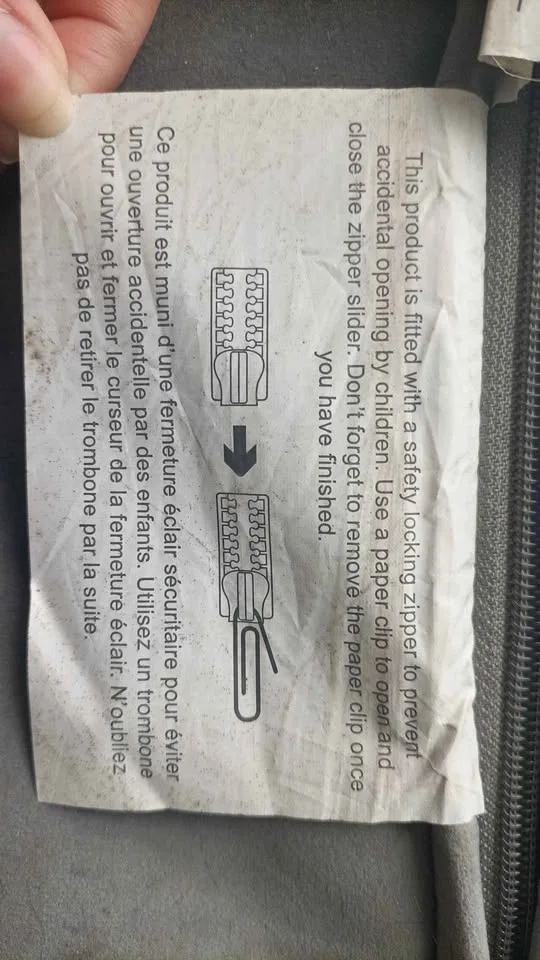 This product is fitted with a safety locking zipper to prevent
accidental opening by children. Use a paper clip to open and
close the zipper slider. Don't forget to remove the paper clip once
you have finished.
Ce produit est muni d'une fermeture éclair sécuritaire pour éviter
une ouverture accidentelle par des enfants. Utilisez un trombone
pour ouvrir et fermer le curseur de la fermeture éclair. N'oubliez
pas de retirer le trombone par la suite.